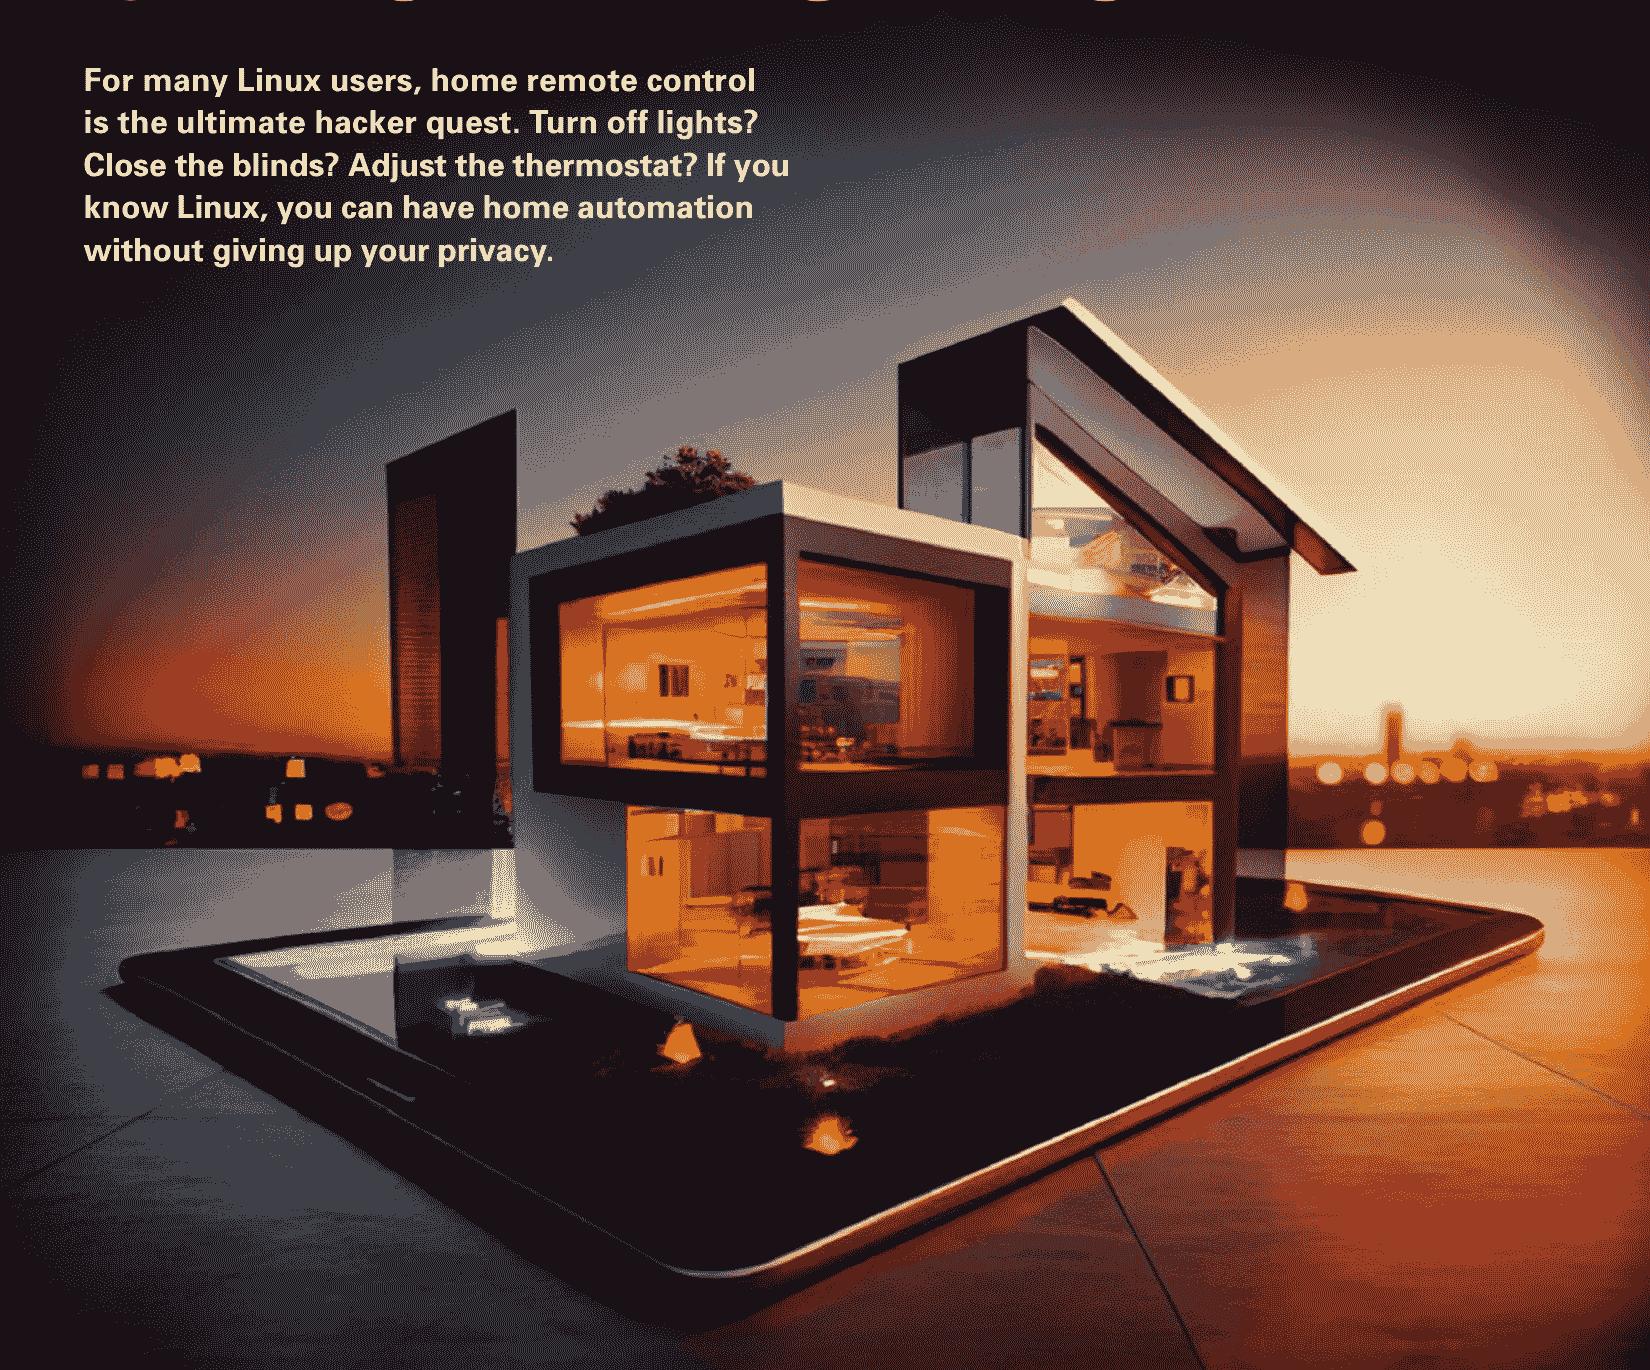 For many Linux users, home remote control
is the ultimate hacker quest. Turn off lights?
Close the blinds? Adjust the thermostat? If you
know Linux, you can have home automation
without giving up your privacy.